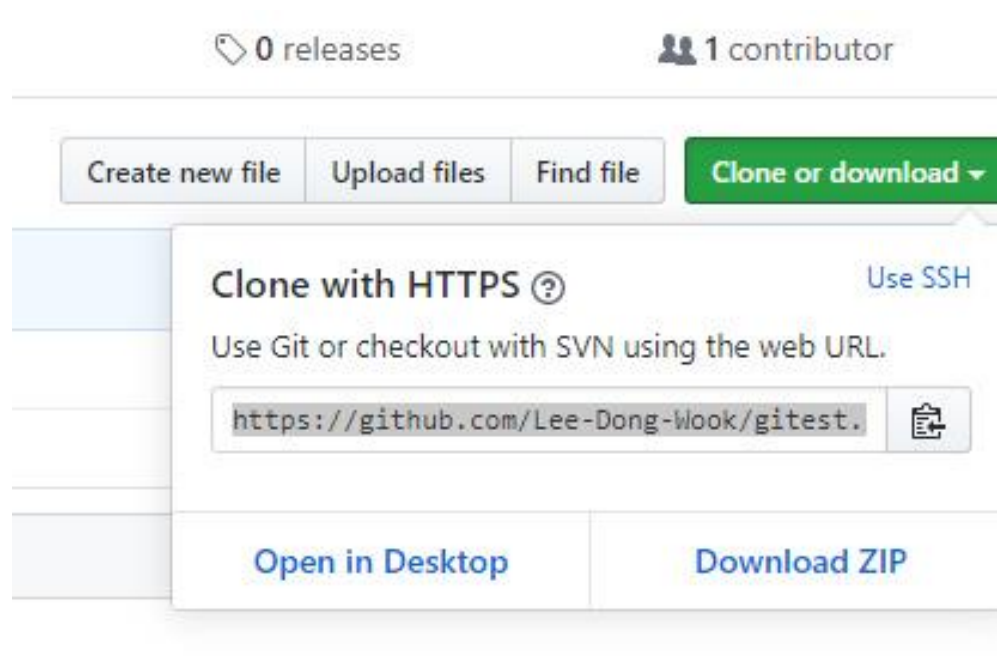 0 releases
1 contributor
Create new file
Upload files
Find file
Clone or download
Clone with HTTPS
Use SSH
Use Git or checkout with SVN using the web URL.
https://github.com/Lee-Dong-Wook/gitest.
Open in Desktop
Download ZIP